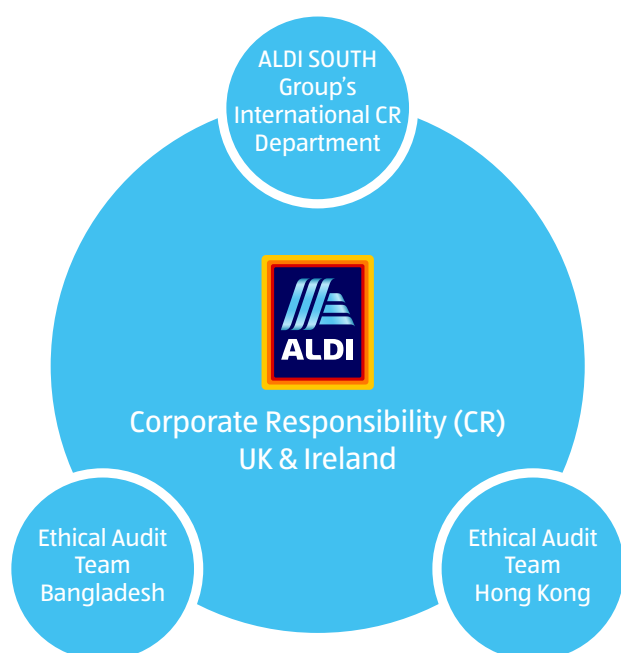 ALDI SOUTH
Group's
International CR
Department
ALDI
Corporate Responsibility (CR)
UK & Ireland
Ethical Audit
Team
Bangladesh
Ethical Audit
Team
Hong Kong